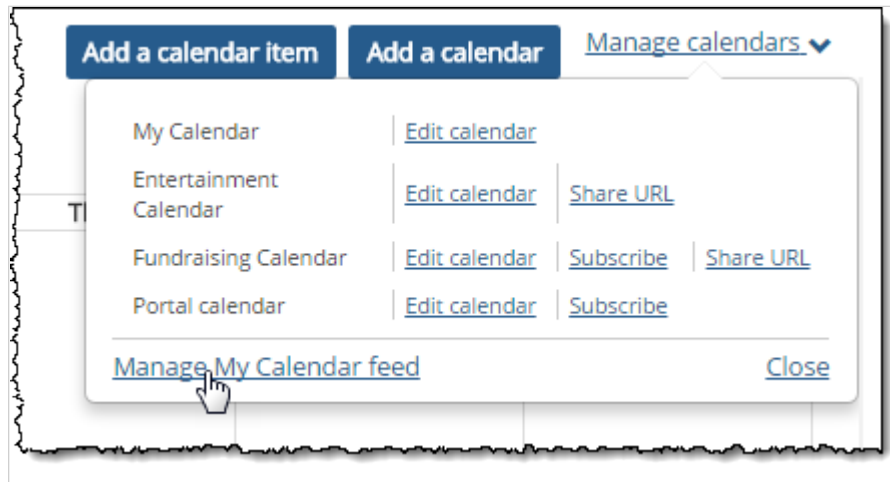 Add a calendar item Add a calendar Manage calendars
My Calendar Edit calendar
Entertainment
Calendar Edit calendar Share URL
Th
Fundraising Calendar Edit calendar Subscribe Share URL
Portal calendar Edit calendar Subscribe
Manage My Calendar feed Close